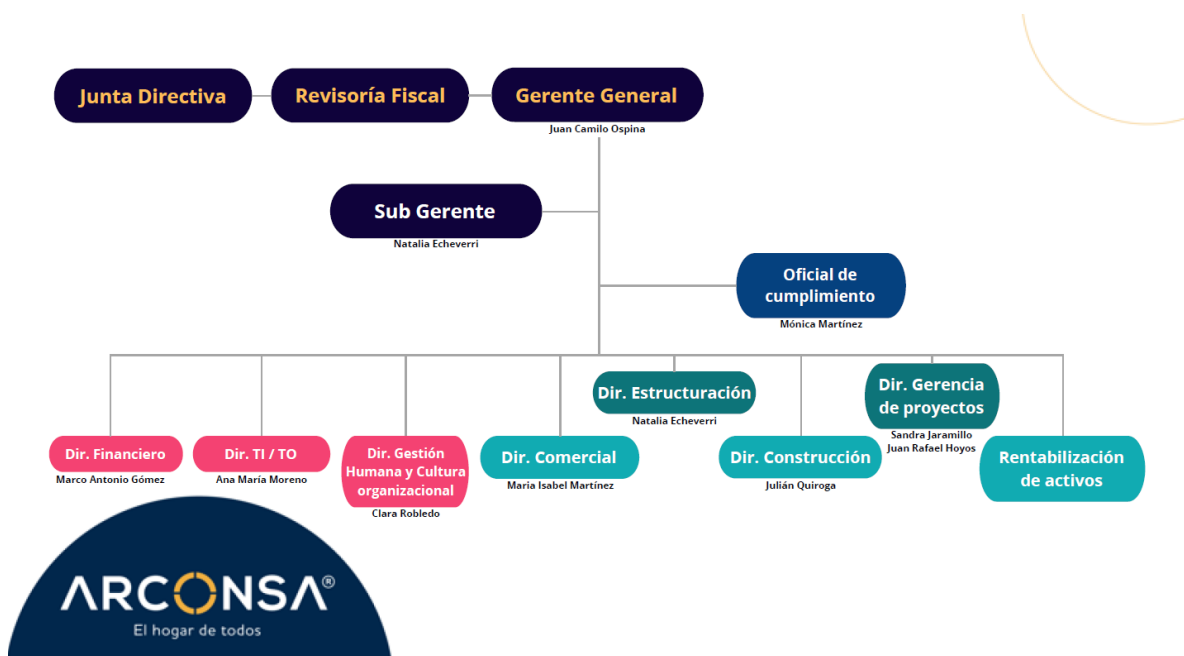 Junta Directiva
Revisoría Fiscal
Gerente General
Juan Camilo Ospina
Sub Gerente
Natalia Echeverri
Oficial de
cumplimiento
Mónica Martínez
Dir. Financiero
Marco Antonio Gómez
Dir. TI / TO
Ana María Moreno
Dir. Gestión
Humana y Cultura
organizacional
Clara Robledo
Dir. Comercial
Maria Isabel Martínez
Dir. Estructuración
Natalia Echeverri
Dir. Construcción
Julián Quiroga
Dir. Gerencia
de proyectos
Sandra Jaramillo
Juan Rafael Hoyos
Rentabilización
de activos
ARCONSA®
El hogar de todos